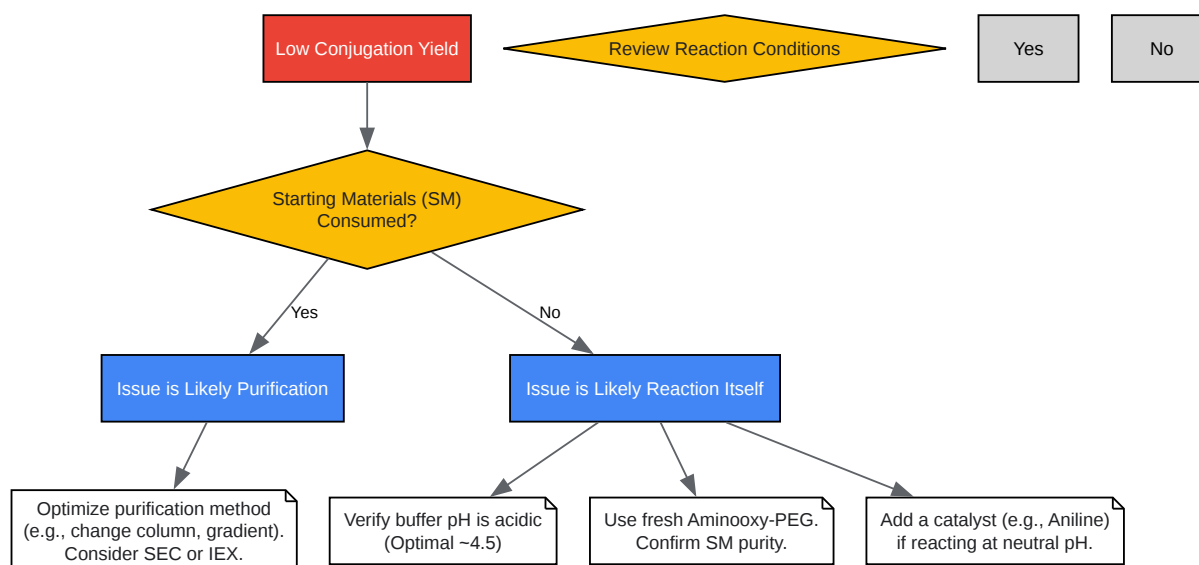 Low Conjugation Yield
Review Reaction Conditions
Yes
No
Starting Materials (SM)
Consumed?
Yes
No
Issue is Likely Purification
Issue is Likely Reaction Itself
Optimize purification method
(e.g., change column, gradient).
Consider SEC or IEX.
Verify buffer pH is acidic
(Optimal ~4.5)
Use fresh Aminooxy-PEG.
Confirm SM purity.
Add a catalyst (e.g., Aniline)
if reacting at neutral pH.